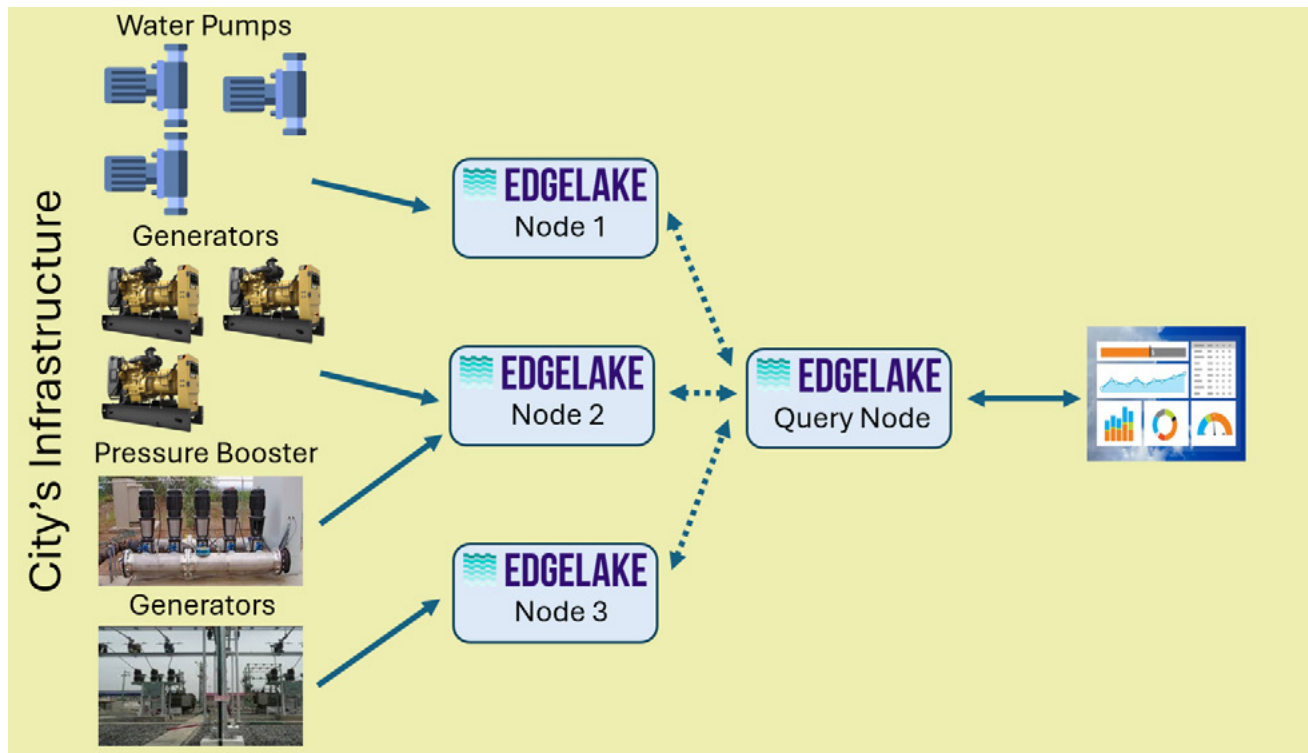 Water Pumps
City's Infrastructure
Generators
Pressure Booster
Generators
EDGELAKE
Node 1
EDGELAKE
Node 2
EDGELAKE
Node 3
EDGELAKE
Query Node